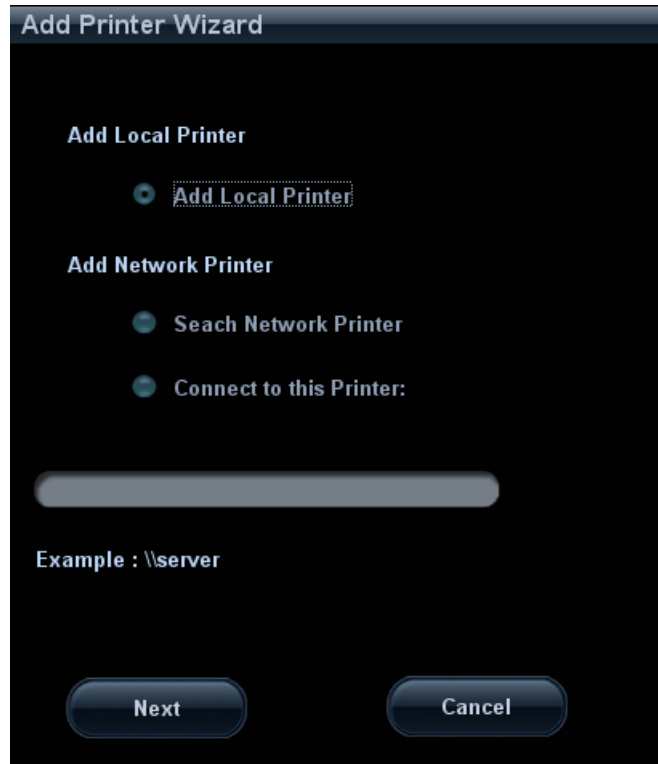 Add Printer Wizard
Add Local Printer
Add Local Printer
Add Network Printer
Seach Network Printer
Connect to this Printer:
Example : \\server
Next Cancel